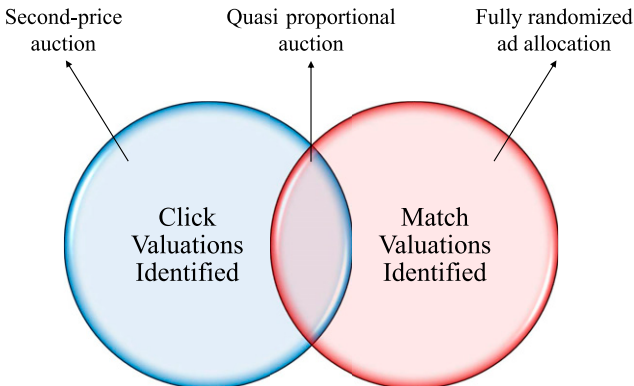 Second-price
auction
Quasi proportional
auction
Fully randomized
ad allocation
Click
Valuations
Identified
Match
Valuations
Identified